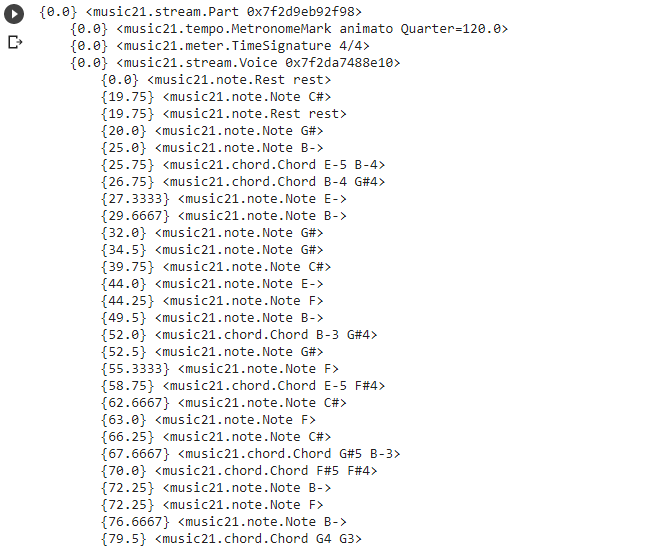 {0.0} <music21.stream.Part 0x7f2d9eb92f98>
{0.0} <music21.tempo.MetronomeMark animato Quarter=120.0>
{0.0} <music21.meter.TimeSignature 4/4>
{0.0} <music21.stream.Voice 0x7f2da7488e10>
{0.0} <music21.note.Rest rest>
{19.75} <music21.note.Note C#>
{19.75} <music21.note.Rest rest>
{20.0} <music21.note.Note G#>
{25.0} <music21.note.Note B->
{25.75} <music21.chord.Chord E-5 B-4>
{26.75} <music21.chord.Chord B-4 G#4>
{27.3333} <music21.note.Note E->
{29.6667} <music21.note.Note B->
{32.0} <music21.note.Note G#>
{34.5} <music21.note.Note G#>
{39.75} <music21.note.Note C#>
{44.0} <music21.note.Note E->
{44.25} <music21.note.Note F>
{49.5} <music21.note.Note B->
{52.0} <music21.chord.Chord B-3 G#4>
{52.5} <music21.note.Note G#>
{55.3333} <music21.note.Note F>
{58.75} <music21.chord.Chord E-5 F#4>
{62.6667} <music21.note.Note C#>
{63.0} <music21.note.Note F>
{66.25} <music21.note.Note C#>
{67.6667} <music21.chord.Chord G#5 B-3>
{70.0} <music21.chord.Chord F#5 F#4>
{72.25} <music21.note.Note B->
{72.25} <music21.note.Note F>
{76.6667} <music21.note.Note B->
{79.5} <music21.chord.Chord G4 G3>